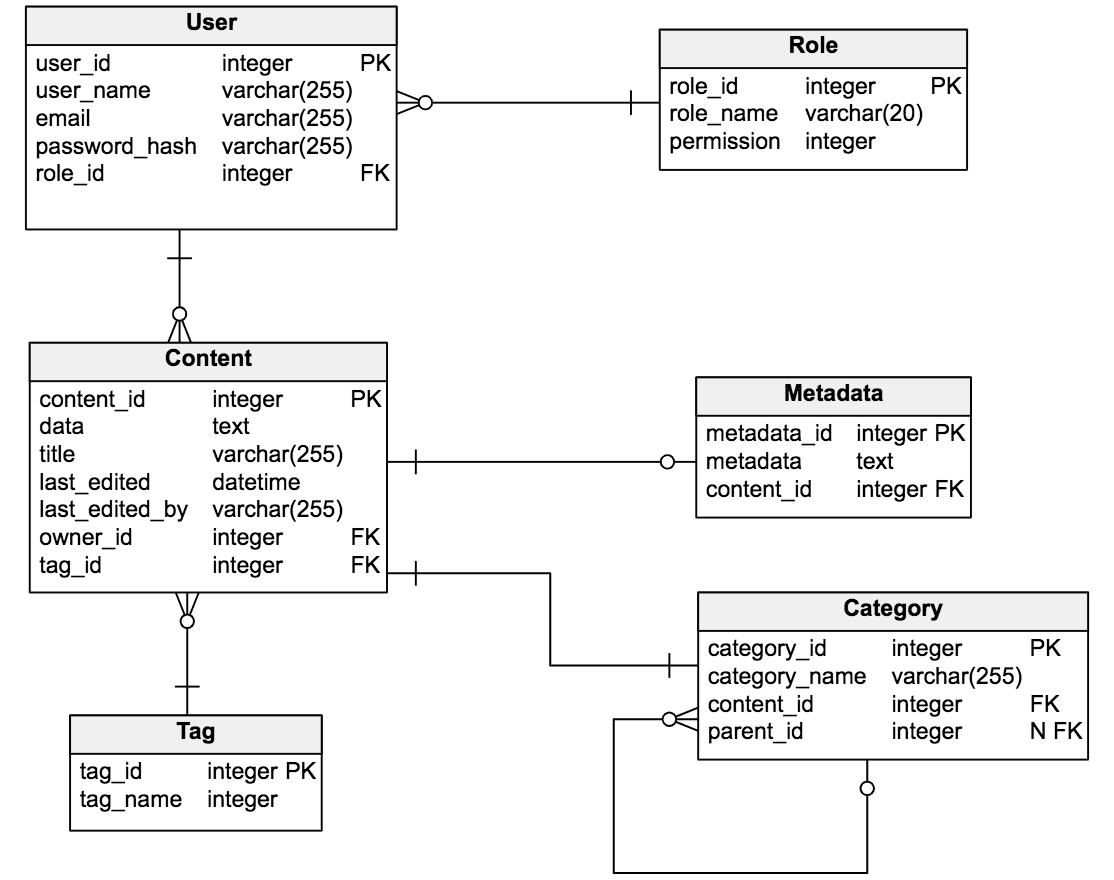 User
user_id integer PK
user_name varchar(255)
email varchar(255)
password_hash varchar(255)
role_id integer FK
Role
role_id integer PK
role_name varchar(20)
permission integer
Content
content_id integer PK
data text
title varchar(255)
last_edited datetime
last_edited_by varchar(255)
owner_id integer FK
tag_id integer FK
Metadata
metadata_id integer PK
metadata text
content_id integer FK
Category
category_id integer PK
category_name varchar(255)
content_id integer FK
parent_id integer N FK
Tag
tag_id integer PK
tag_name integer